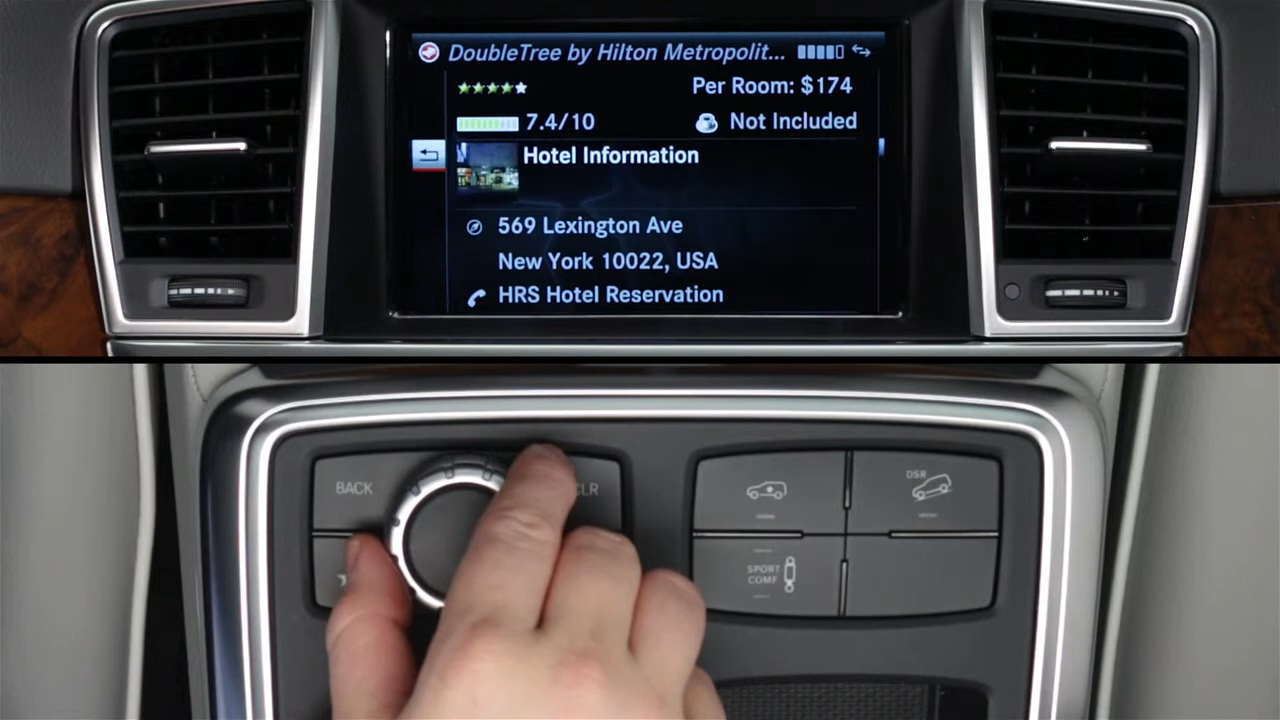 DoubleTree by Hilton Metropolit...
Per Room: $174
7.4/10
Not Included
Hotel Information
569 Lexington Ave
New York 10022, USA
HRS Hotel Reservation
BACK
CLR
DSR
SPORT
COMF